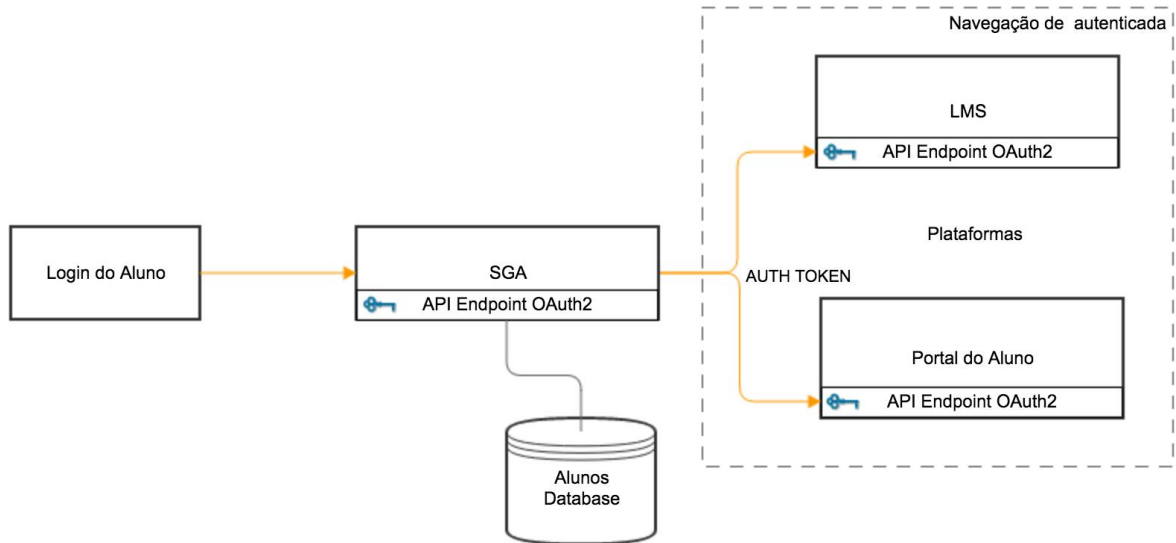 Navegação de autenticada
LMS
API Endpoint OAuth2
Plataformas
Login do Aluno
SGA
API Endpoint OAuth2
AUTH TOKEN
Portal do Aluno
API Endpoint OAuth2
Alunos
Database